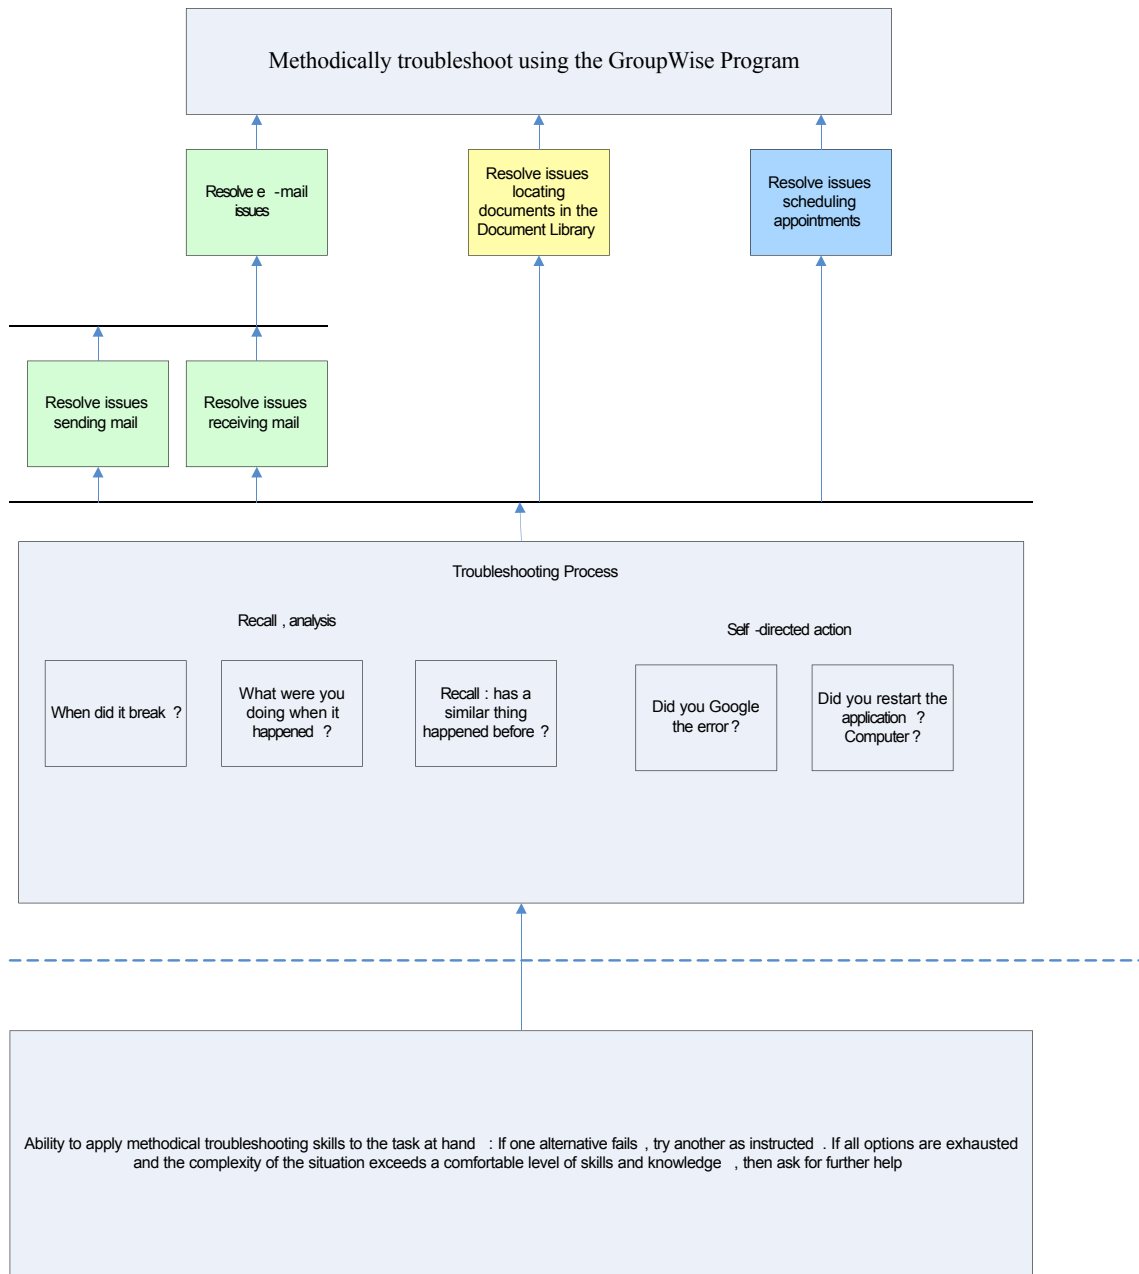 Methodically troubleshoot using the GroupWise Program
Resolve e -mail
issues
Resolve issues
locating
documents in the
Document Library
Resolve issues
scheduling
appointments
Resolve issues
sending mail
Resolve issues
receiving mail
Troubleshooting Process
Recall , analysis
Self -directed action
When did it break ?
What were you
doing when it
happened ?
Recall : has a
similar thing
happened before ?
Did you Google
the error ?
Did you restart the
application ?
Computer ?
Ability to apply methodical troubleshooting skills to the task at hand : If one alternative fails , try another as instructed . If all options are exhausted
and the complexity of the situation exceeds a comfortable level of skills and knowledge , then ask for further help